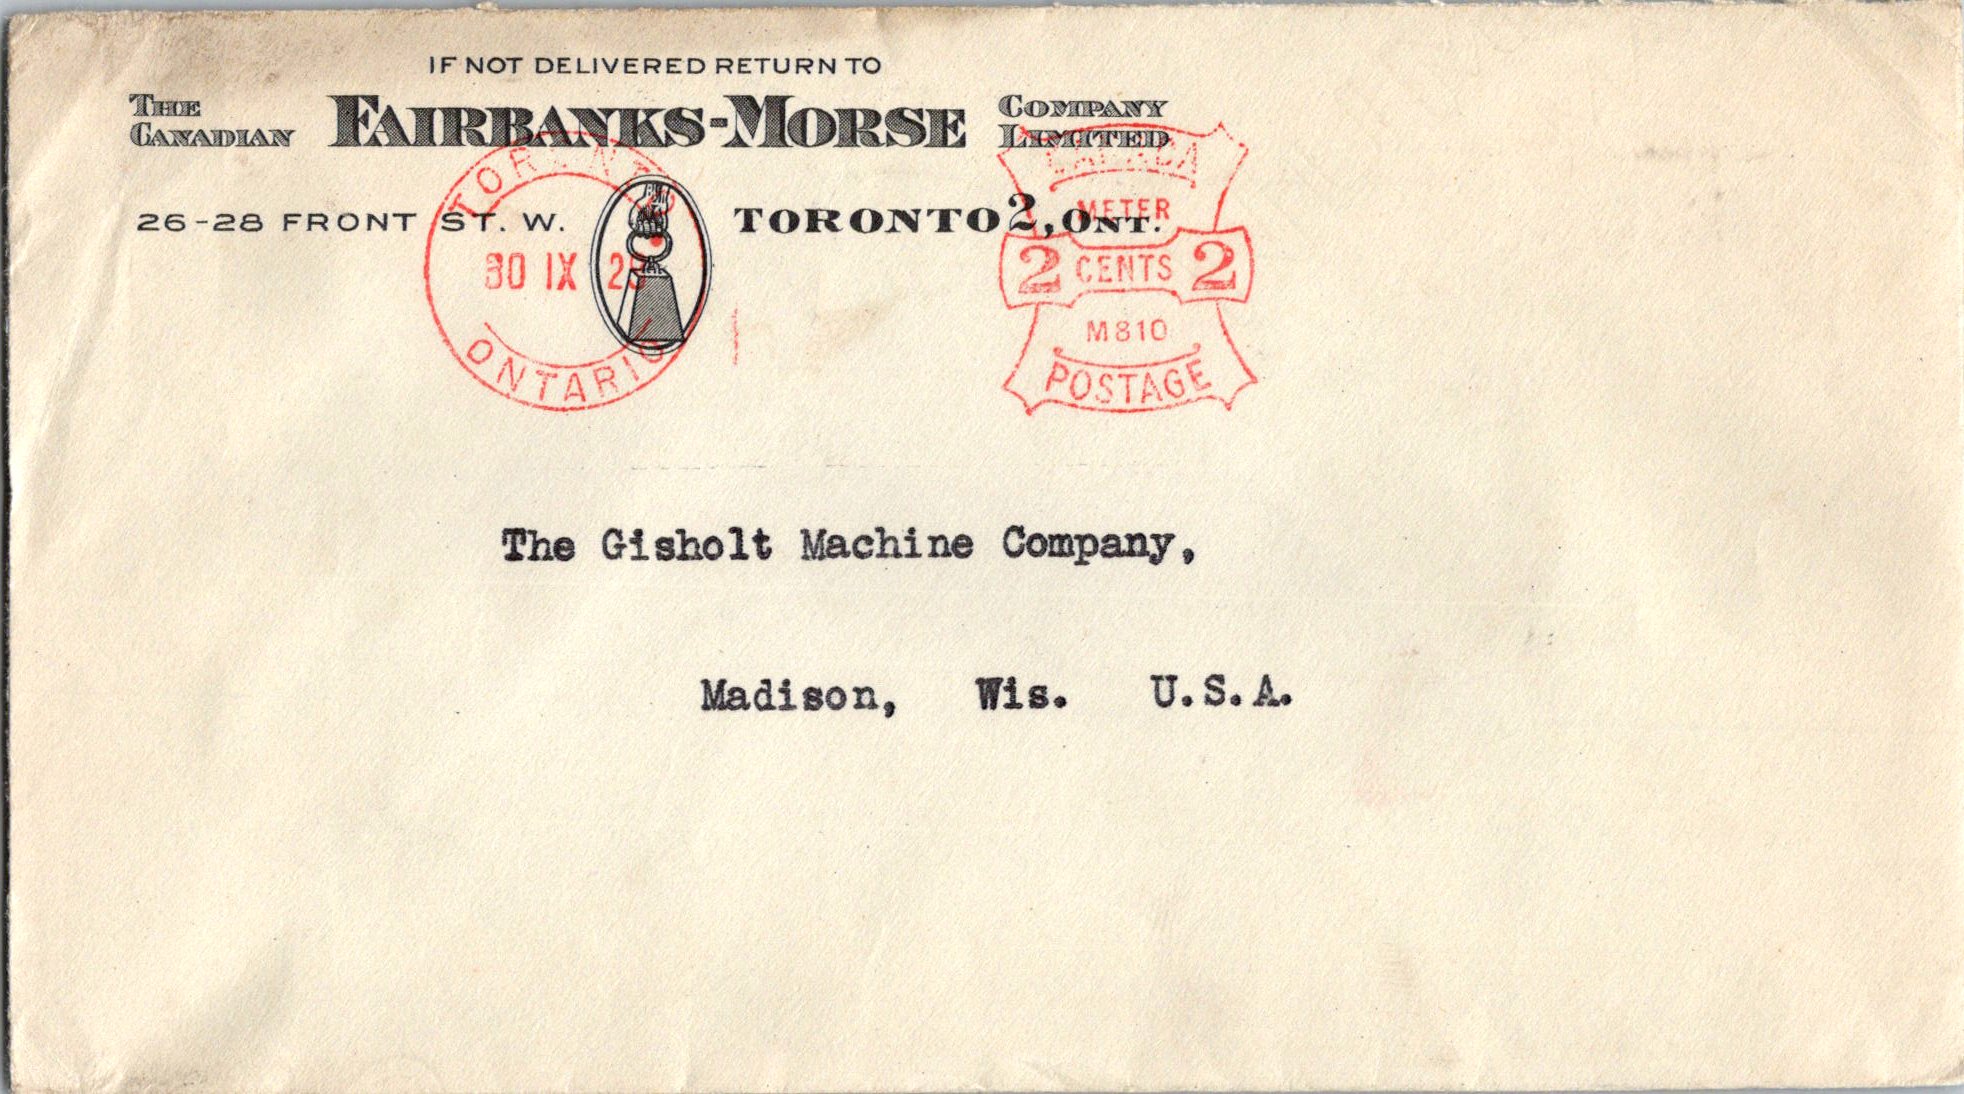 IF NOT DELIVERED RETURN TO
THE CANADIAN FAIRBANKS-MORSE COMPANY LIMITED
26-28 FRONT ST. W. TORONTO 2, ONT.
TORONTO
30 IX
ONTARIO
CANADA
METER
2 CENTS 2
M810
POSTAGE
The Gisholt Machine Company,
Madison, Wis. U.S.A.